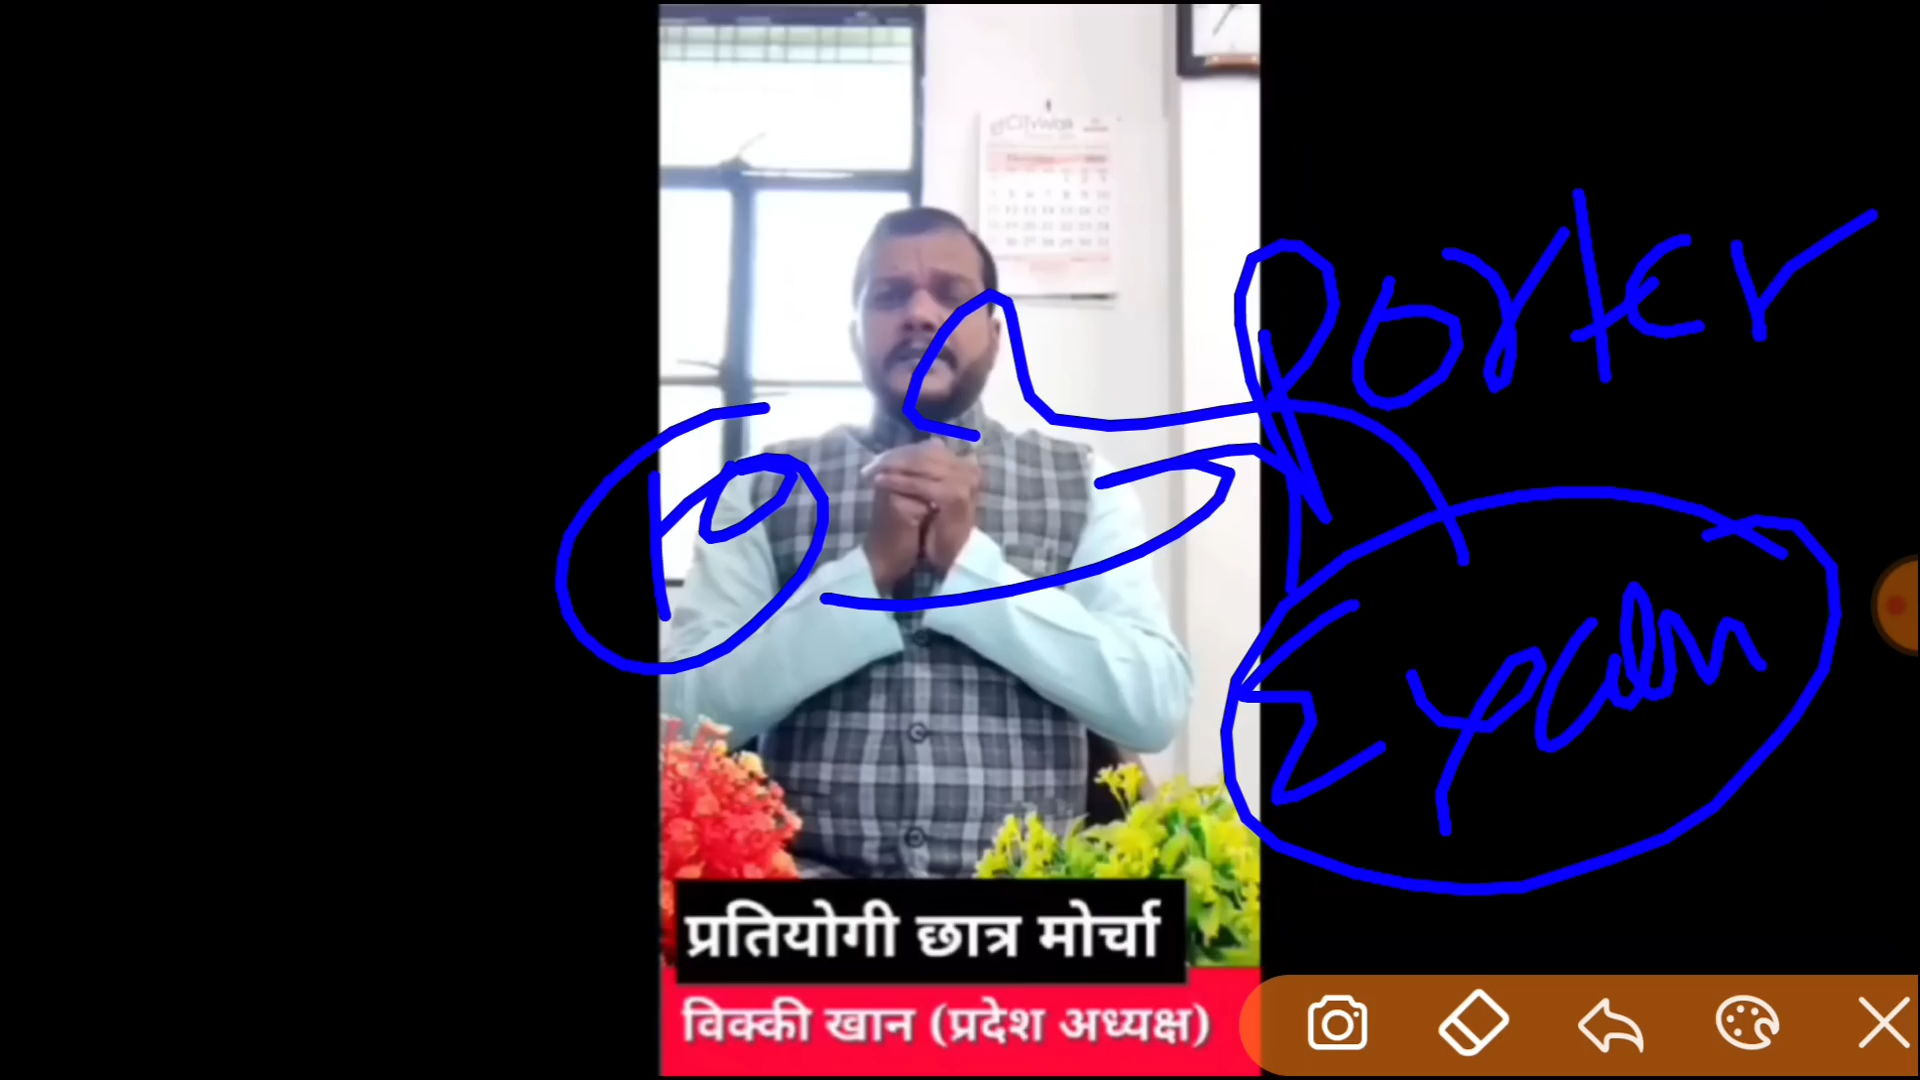 Porter
Exam
प्रतियोगी छात्र मोर्चा
विक्की खान (प्रदेश अध्यक्ष)